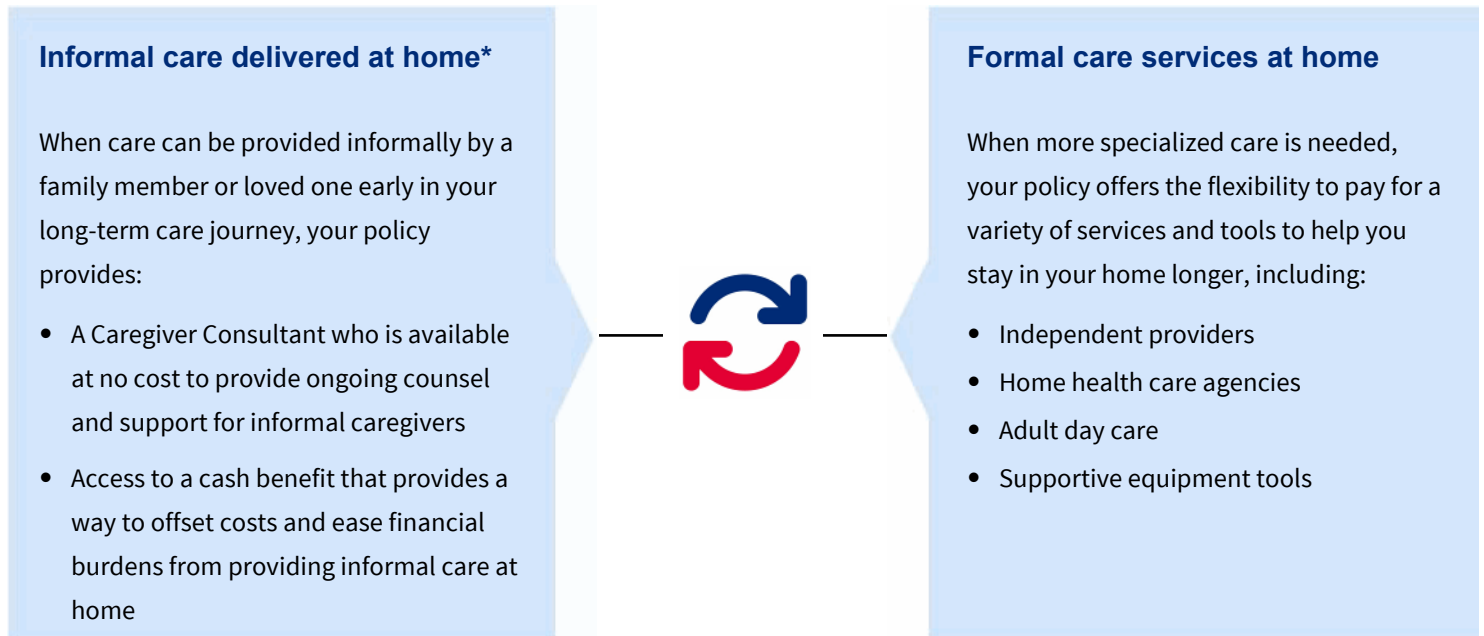 Informal care delivered at home*
When care can be provided informally by a
family member or loved one early in your
long-term care journey, your policy
provides:
• A Caregiver Consultant who is available
at no cost to provide ongoing counsel
and support for informal caregivers
• Access to a cash benefit that provides a
way to offset costs and ease financial
burdens from providing informal care at
home
Formal care services at home
When more specialized care is needed,
your policy offers the flexibility to pay for a
variety of services and tools to help you
stay in your home longer, including:
• Independent providers
• Home health care agencies
• Adult day care
• Supportive equipment tools